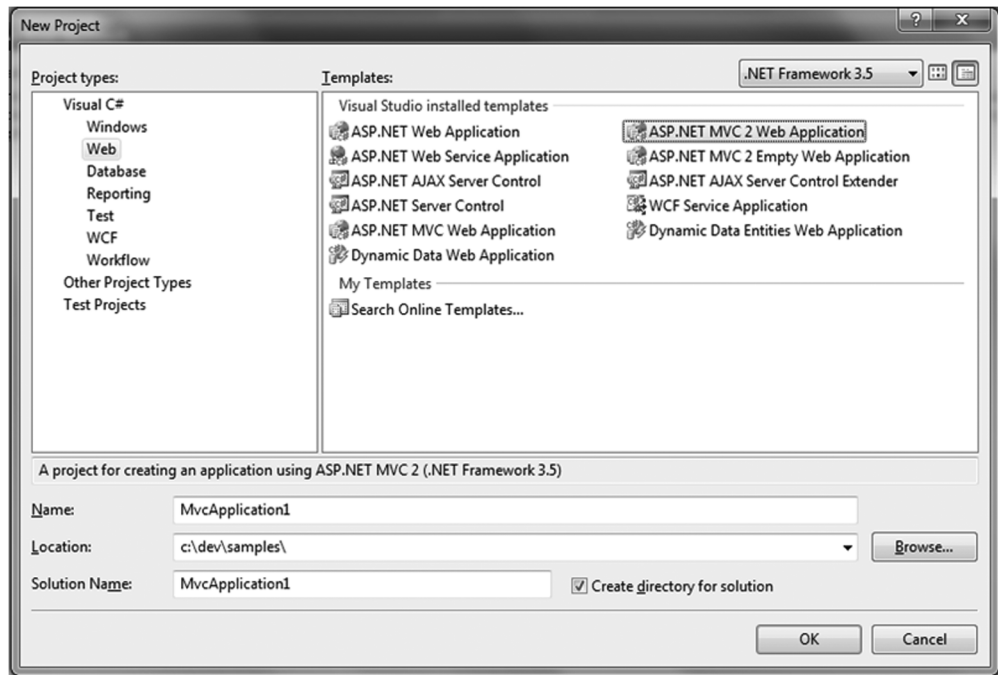 New Project
Project types:
Templates:
.NET Framework 3.5
Visual C#
Windows
Web
Database
Reporting
Test
WCF
Workflow
Other Project Types
Test Projects
Visual Studio installed templates
ASP.NET Web Application
ASP.NET MVC 2 Web Application
ASP.NET Web Service Application
ASP.NET MVC 2 Empty Web Application
ASP.NET AJAX Server Control
ASP.NET AJAX Server Control Extender
ASP.NET Server Control
WCF Service Application
ASP.NET MVC Web Application
Dynamic Data Entities Web Application
Dynamic Data Web Application
My Templates
Search Online Templates...
A project for creating an application using ASP.NET MVC 2 (.NET Framework 3.5)
Name:
MvcApplication1
Location:
c:\dev\samples\
Browse...
Solution Name:
MvcApplication1
Create directory for solution
OK
Cancel